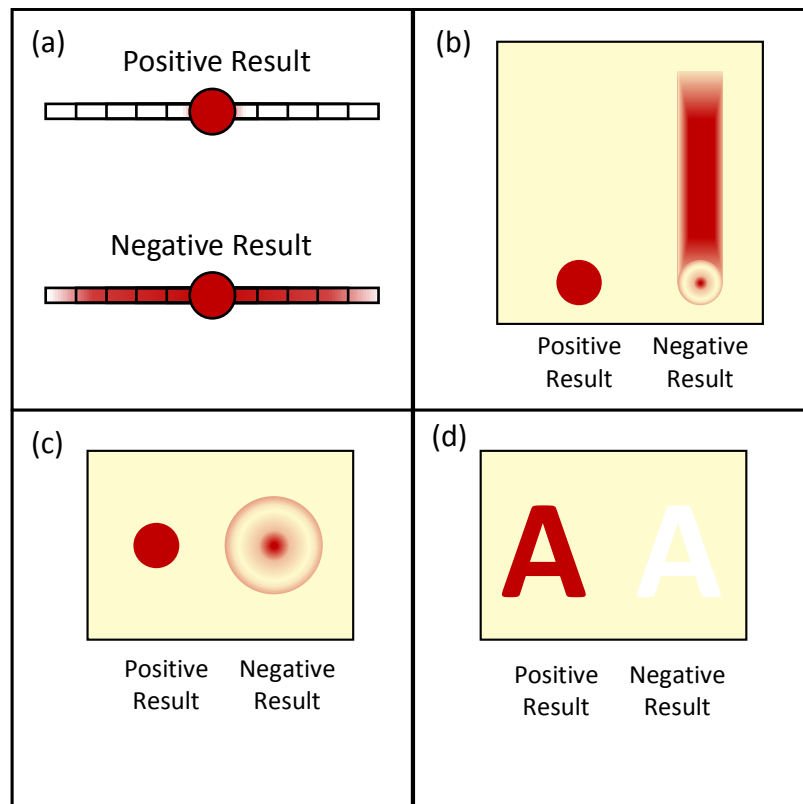 (a)
Positive Result
Negative Result
(b)
Positive
Result
Negative
Result
(c)
Positive
Result
Negative
Result
(d)
A
A
Positive
Result
Negative
Result